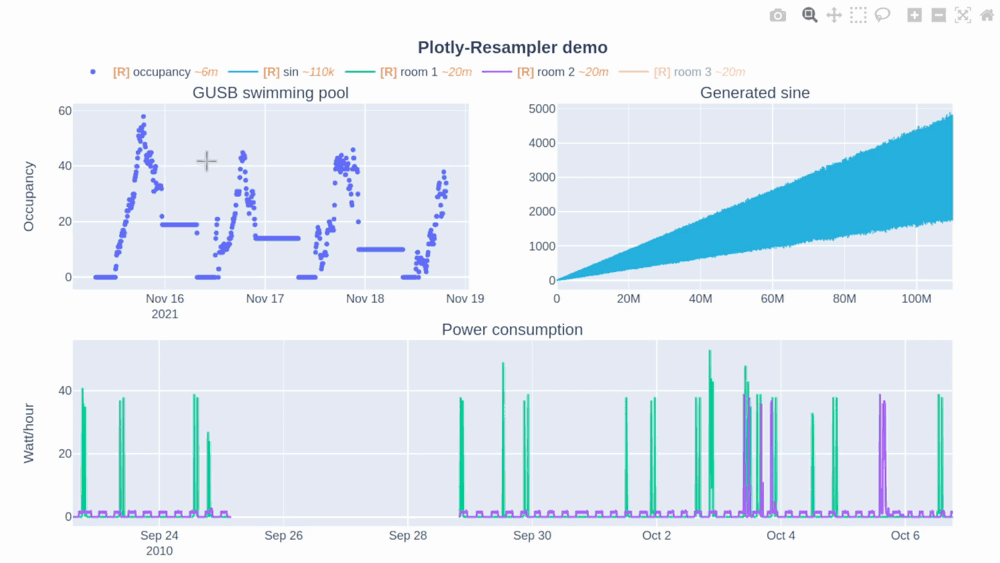 Plotly-Resampler demo
[R] occupancy ~6m [R] sin ~110k [R] room 1 ~20m [R] room 2 ~20m [R] room 3 ~20m
GUSB swimming pool
Occupancy
60
40
20
0
Nov 16 Nov 17 Nov 18 Nov 19
2021
Generated sine
5000
4000
3000
2000
1000
0
0 20M 40M 60M 80M 100M
Power consumption
Watt/hour
40
20
0
Sep 24 Sep 26 Sep 28 Sep 30 Oct 2 Oct 4 Oct 6
2010